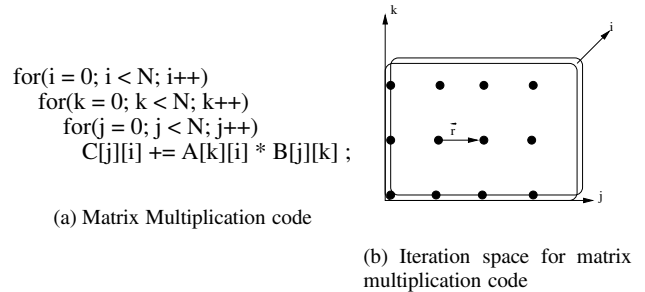 for(i = 0; i < N; i++)
for(k = 0; k < N; k++)
for(j = 0; j < N; j++)
C[j][i] += A[k][i] * B[j][k] ;
(a) Matrix Multiplication code
k
i
r
j
(b) Iteration space for matrix
multiplication code